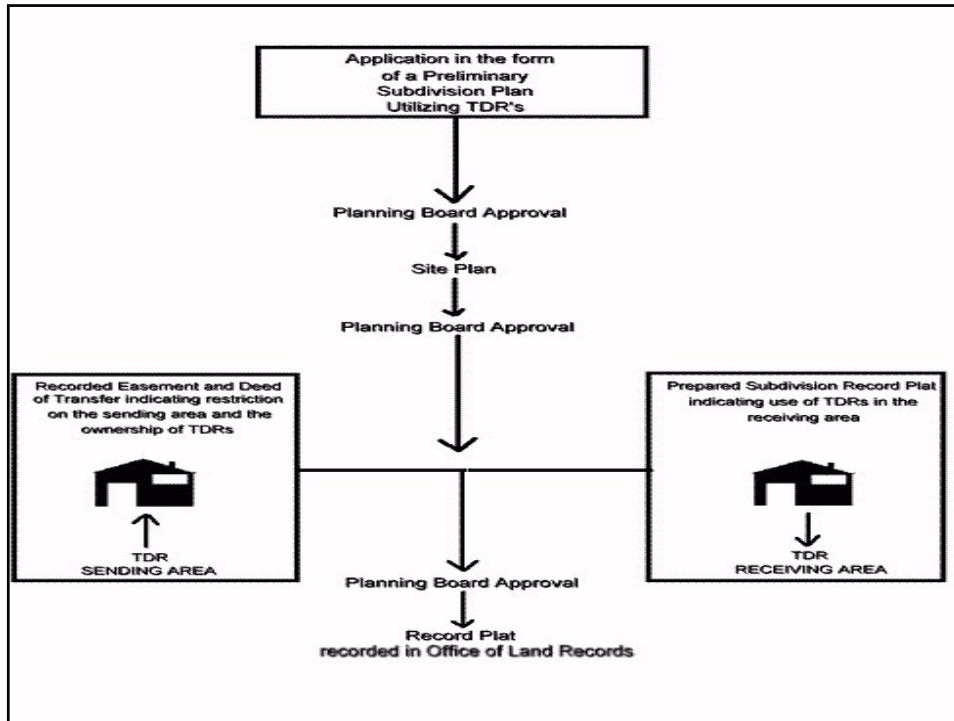 Application in the form
of a Preliminary
Subdivision Plan
Utilizing TDR's
Planning Board Approval
Site Plan
Planning Board Approval
Recorded Easement and Deed
of Transfer indicating restriction
on the sending area and the
ownership of TDRs
TDR
SENDING AREA
Prepared Subdivision Record Plat
indicating use of TDRs in the
receiving area
TDR
RECEIVING AREA
Planning Board Approval
Record Plat
recorded in Office of Land Records